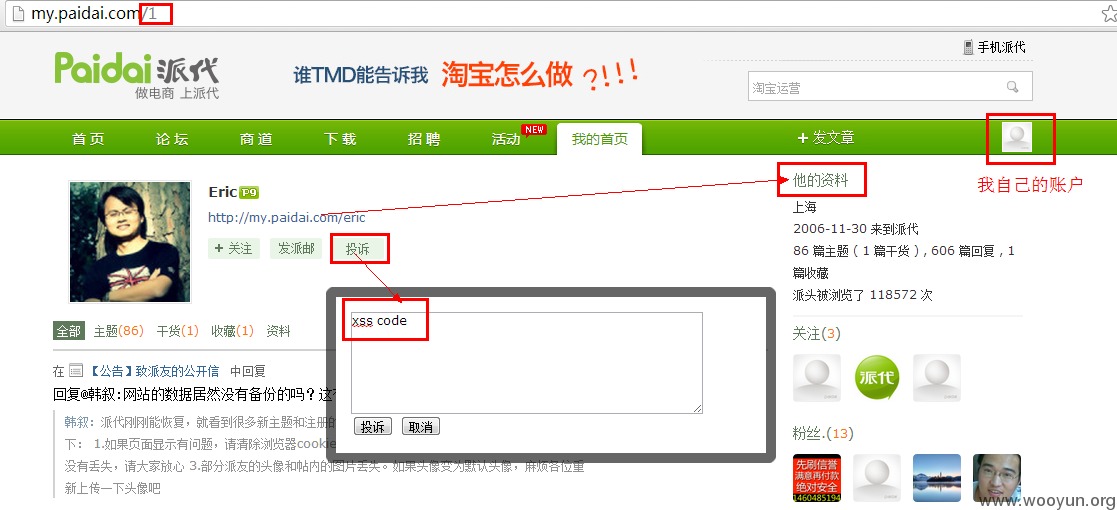 my.paidai.com/1
手机派代
Paidai 派代
做电商 上派代
谁TMD能告诉我 淘宝怎么做 ?!!!
淘宝运营
首页 论坛 商道 下载 招聘 活动 NEW 我的首页 + 发文章
我自己的账户
Eric P9
http://my.paidai.com/eric
+ 关注 发派邮 投诉
他的资料
上海
2006-11-30 来到派代
86 篇主题 ( 1 篇干货 ) , 606 篇回复 , 1
篇收藏
派头被浏览了 118572 次
xss code
投诉 取消
全部 主题(86) 干货(1) 收藏(1) 资料
在 【公告】致派友的公开信 中回复
回复@韩叙:网站的数据居然没有备份的吗?
韩叙: 派代刚刚能恢复,就看到很多新主题和注册的
下: 1.如果页面显示有问题,请清除浏览器cookie
没有丢失,请大家放心 3.部分派友的头像和帖内的图片丢失。如果头像变为默认头像,麻烦各位重
新上传一下头像吧
关注(3)
派代
粉丝.(13)
先刷信誉
满意再付款
绝对安全
1460485194
www.wooyun.org